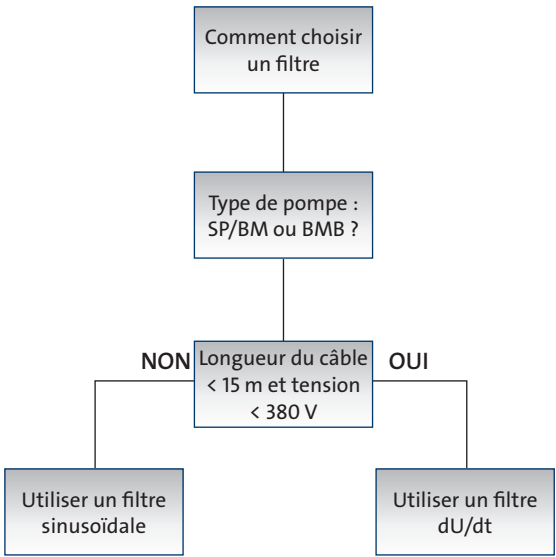 Comment choisir
un filtre
Type de pompe :
SP/BM ou BMB ?
NON
Longueur du câble
< 15 m et tension
< 380 V
OUI
Utiliser un filtre
sinusoïdale
Utiliser un filtre
dU/dt